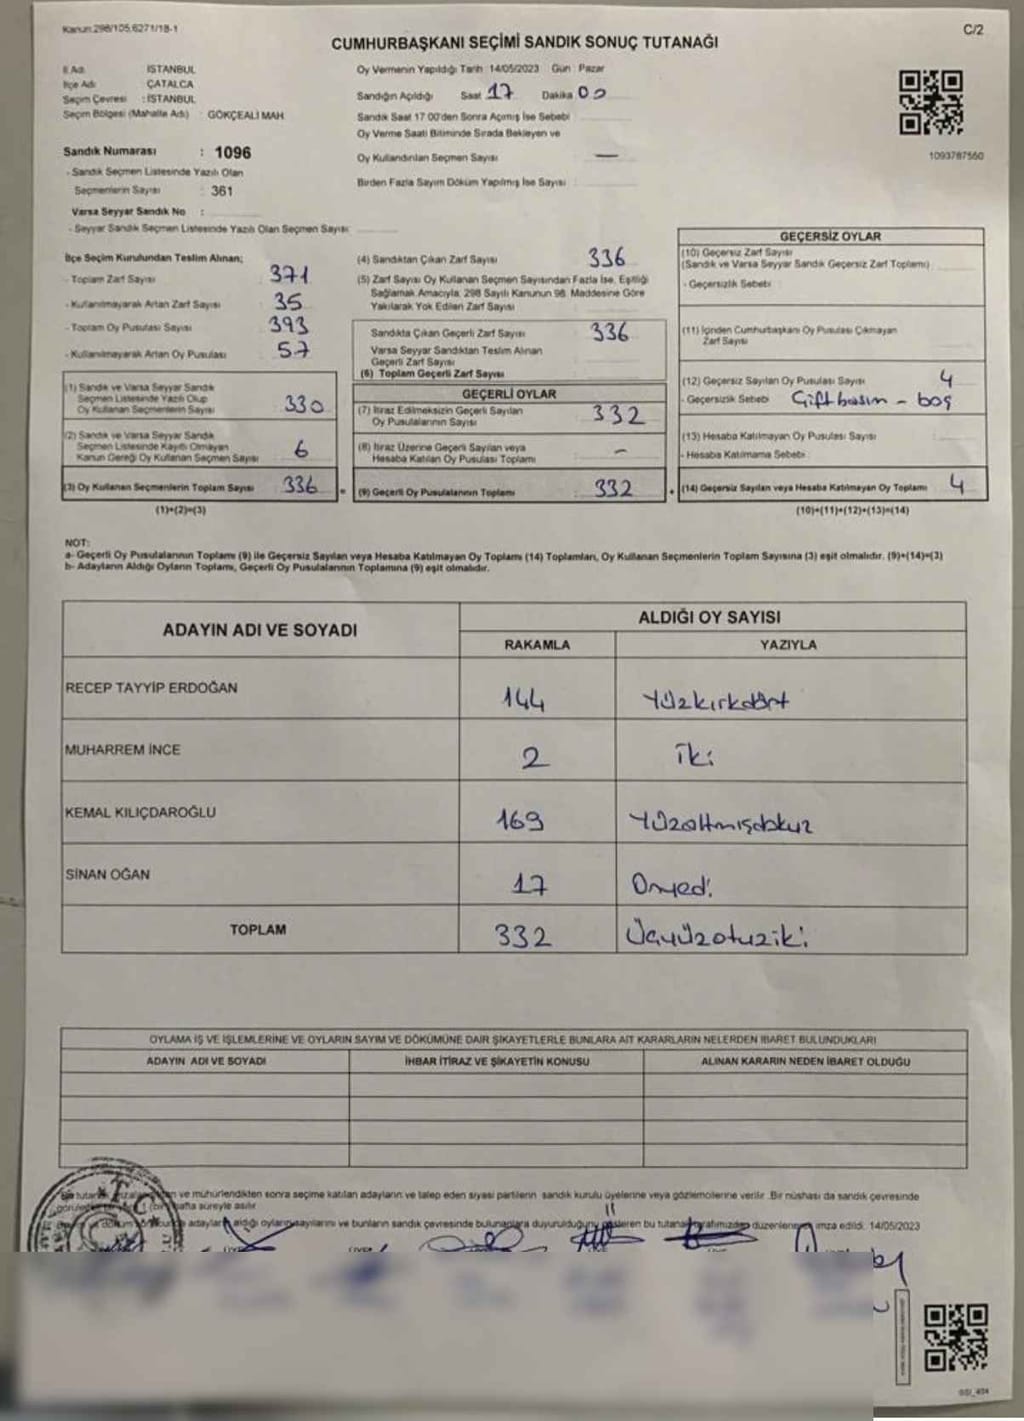 Kanun:298/105,6271/18-1
C/2
CUMHURBAŞKANI SEÇİMİ SANDIK SONUÇ TUTANAĞI
İl Adı : İSTANBUL
İlçe Adı : ÇATALCA
Seçim Çevresi : İSTANBUL
Seçim Bölgesi (Mahalle Adı) : GÖKÇEALİ MAH.
Sandık Numarası : 1096
- Sandık Seçmen Listesinde Yazılı Olan
Seçmenlerin Sayısı : 361
Varsa Seyyar Sandık No :
- Seyyar Sandık Seçmen Listesinde Yazılı Olan Seçmen Sayısı:
Oy Vermenin Yapıldığı Tarih :14/05/2023 Gün : Pazar
Sandığın Açıldığı Saat 17 Dakika 00
Sandık Saat 17.00'den Sonra Açılmış İse Sebebi
Oy Verme Saati Bitiminde Sırada Bekleyen ve
Oy Kullandırılan Seçmen Sayısı —
Birden Fazla Sayım Döküm Yapılmış İse Sayısı :
1093787560
İlçe Seçim Kurulundan Teslim Alınan;
- Toplam Zarf Sayısı 371
- Kullanılmayarak Artan Zarf Sayısı 35
- Toplam Oy Pusulası Sayısı 393
- Kullanılmayarak Artan Oy Pusulası 57
(1) Sandık ve Varsa Seyyar Sandık
Seçmen Listesinde Yazılı Olup
Oy Kullanan Seçmenlerin Sayısı 330
(2) Sandık ve Varsa Seyyar Sandık
Seçmen Listesinde Kayıtlı Olmayan
Kanun Gereği Oy Kullanan Seçmen Sayısı 6
(3) Oy Kullanan Seçmenlerin Toplam Sayısı 336
(1)+(2)=(3)
(4) Sandıktan Çıkan Zarf Sayısı 336
(5) Zarf Sayısı Oy Kullanan Seçmen Sayısından Fazla İse, Eşitliği
Sağlamak Amacıyla; 298 Sayılı Kanunun 98. Maddesine Göre
Yakılarak Yok Edilen Zarf Sayısı
Sandıkta Çıkan Geçerli Zarf Sayısı 336
Varsa Seyyar Sandıktan Teslim Alınan
Geçerli Zarf Sayısı
(6) Toplam Geçerli Zarf Sayısı
GEÇERLİ OYLAR
(7) İtiraz Edilmeksizin Geçerli Sayılan
Oy Pusulalarının Sayısı 332
(8) İtiraz Üzerine Geçerli Sayılan veya
Hesaba Katılan Oy Pusulası Toplamı -
(9) Geçerli Oy Pusulalarının Toplamı 332
GEÇERSİZ OYLAR
(10) Geçersiz Zarf Sayısı
(Sandık ve Varsa Seyyar Sandık Geçersiz Zarf Toplamı)
- Geçersizlik Sebebi :
(11) İçinden Cumhurbaşkanı Oy Pusulası Çıkmayan
Zarf Sayısı
(12) Geçersiz Sayılan Oy Pusulası Sayısı 4
- Geçersizlik Sebebi : Çift basım - boş
(13) Hesaba Katılmayan Oy Pusulası Sayısı
- Hesaba Katılmama Sebebi :
(14) Geçersiz Sayılan veya Hesaba Katılmayan Oy Toplamı 4
(10)+(11)+(12)+(13)=(14)
NOT:
a- Geçerli Oy Pusulalarının Toplamı (9) ile Geçersiz Sayılan veya Hesaba Katılmayan Oy Toplamı (14) Toplamları, Oy Kullanan Seçmenlerin Toplam Sayısına (3) eşit olmalıdır. (9)+(14)=(3)
b- Adayların Aldığı Oyların Toplamı, Geçerli Oy Pusulalarının Toplamına (9) eşit olmalıdır.
ADAYIN ADI VE SOYADI
ALDIĞI OY SAYISI
RAKAMLA YAZIYLA
RECEP TAYYİP ERDOĞAN 144 Yüzkırkdört
MUHARREM İNCE 2 İki
KEMAL KILIÇDAROĞLU 169 Yüzaltmışdokuz
SİNAN OĞAN 17 Onyedi
TOPLAM 332 Üçyüzotuziki
OYLAMA İŞ VE İŞLEMLERİNE VE OYLARIN SAYIM VE DÖKÜMÜNE DAİR ŞİKAYETLERLE BUNLARA AİT KARARLARIN NELERDEN İBARET BULUNDUKLARI
ADAYIN ADI VE SOYADI İHBAR İTİRAZ VE ŞİKAYETİN KONUSU ALINAN KARARIN NEDEN İBARET OLDUĞU
Bu tutanak ve mühürlendikten sonra seçime katılan adayların ve talep eden siyasi partilerin sandık kurulu üyelerine veya gözlemcilerine verilir. Bir nüshası da sandık çevresinde
hafta süreyle asılır.
adayların aldığı oyların sayılarını ve bunların sandık çevresinde bulunanlara duyurulduğunu gösteren bu tutanak tarafımızdan düzenlenerek imza edildi. 14/05/2023